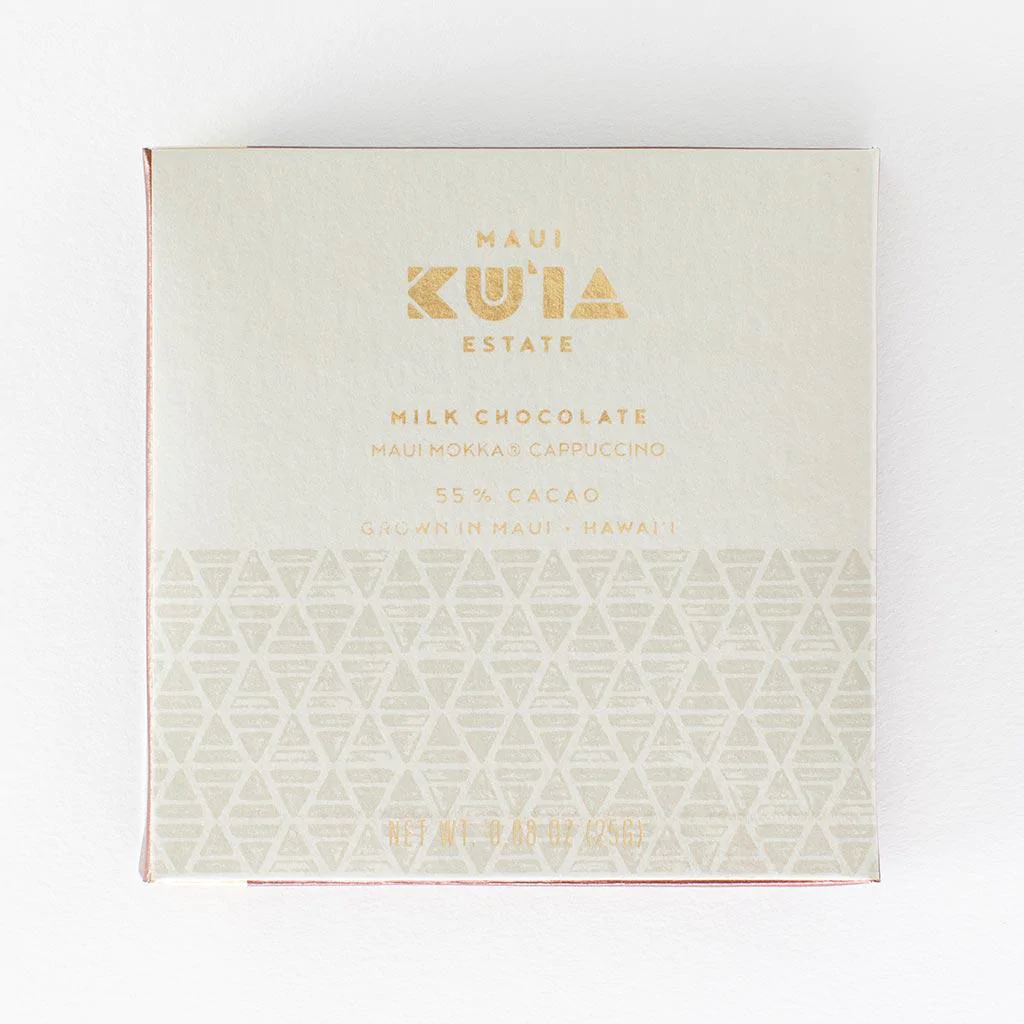 MAUI
KU'IA
ESTATE
MILK CHOCOLATE
MAUI MOKKA® CAPPUCCINO
55% CACAO
GROWN IN MAUI • HAWAI'I
NET WT. 0.88 OZ (25G)